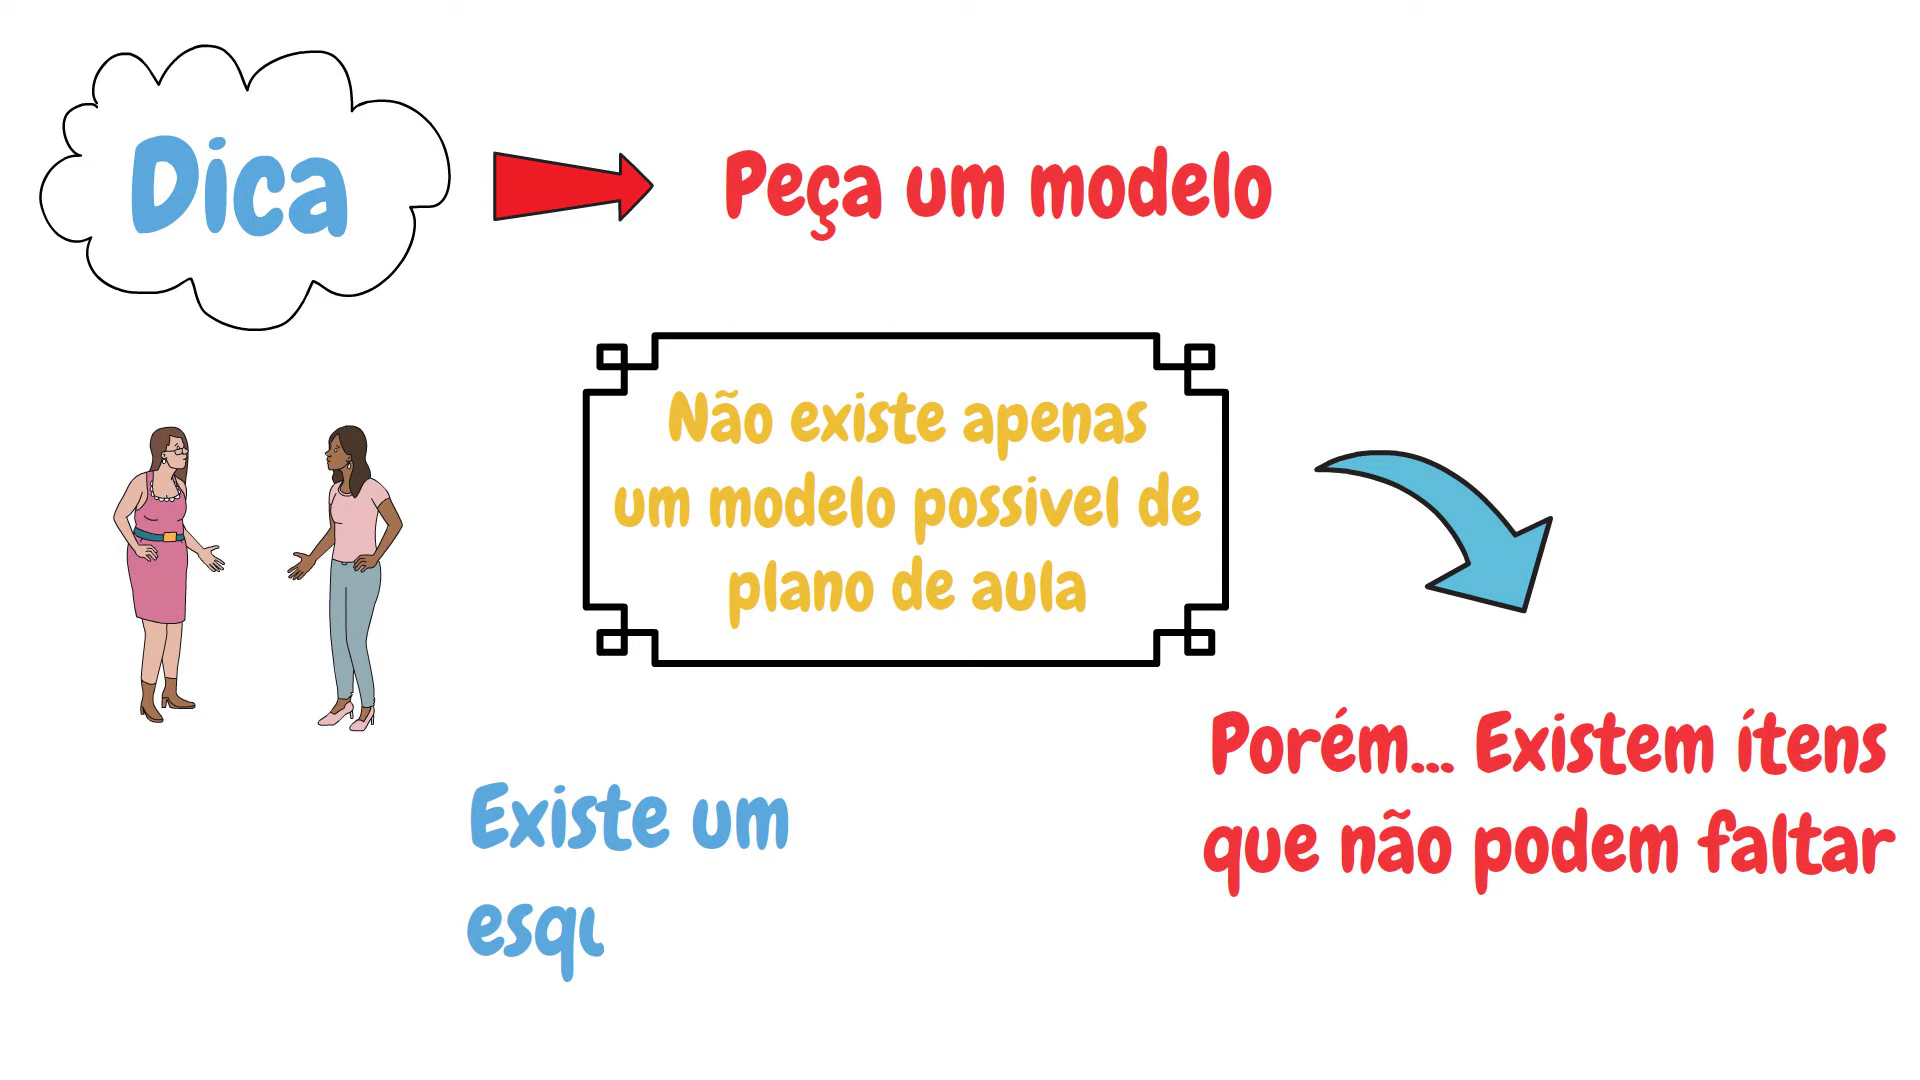 Dica
Peça um modelo
Não existe apenas
um modelo possivel de
plano de aula
Porém... Existem ítens
que não podem faltar
Existe um